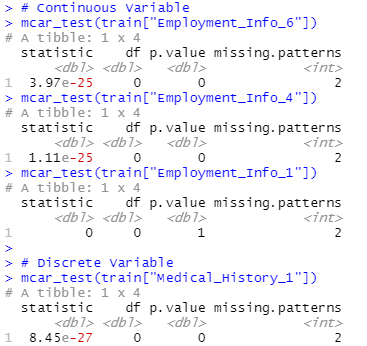 > # Continuous Variable
> mcar_test(train["Employment_Info_6"])
# A tibble: 1 x 4
  statistic    df p.value missing.patterns
      <dbl> <dbl>   <dbl>            <int>
1  3.97e-25     0       0                2
> mcar_test(train["Employment_Info_4"])
# A tibble: 1 x 4
  statistic    df p.value missing.patterns
      <dbl> <dbl>   <dbl>            <int>
1  1.11e-25     0       0                2
> mcar_test(train["Employment_Info_1"])
# A tibble: 1 x 4
  statistic    df p.value missing.patterns
      <dbl> <dbl>   <dbl>            <int>
1         0     0       1                2
>
> # Discrete Variable
> mcar_test(train["Medical_History_1"])
# A tibble: 1 x 4
  statistic    df p.value missing.patterns
      <dbl> <dbl>   <dbl>            <int>
1  8.45e-27     0       0                2